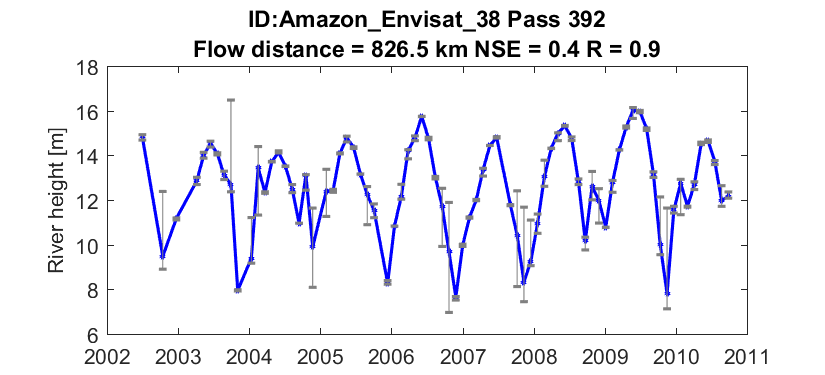 ID:Amazon_Envisat_38 Pass 392
Flow distance = 826.5 km NSE = 0.4 R = 0.9
18
16
14
12
10
8
6
River height [m]
2002 2003 2004 2005 2006 2007 2008 2009 2010 2011